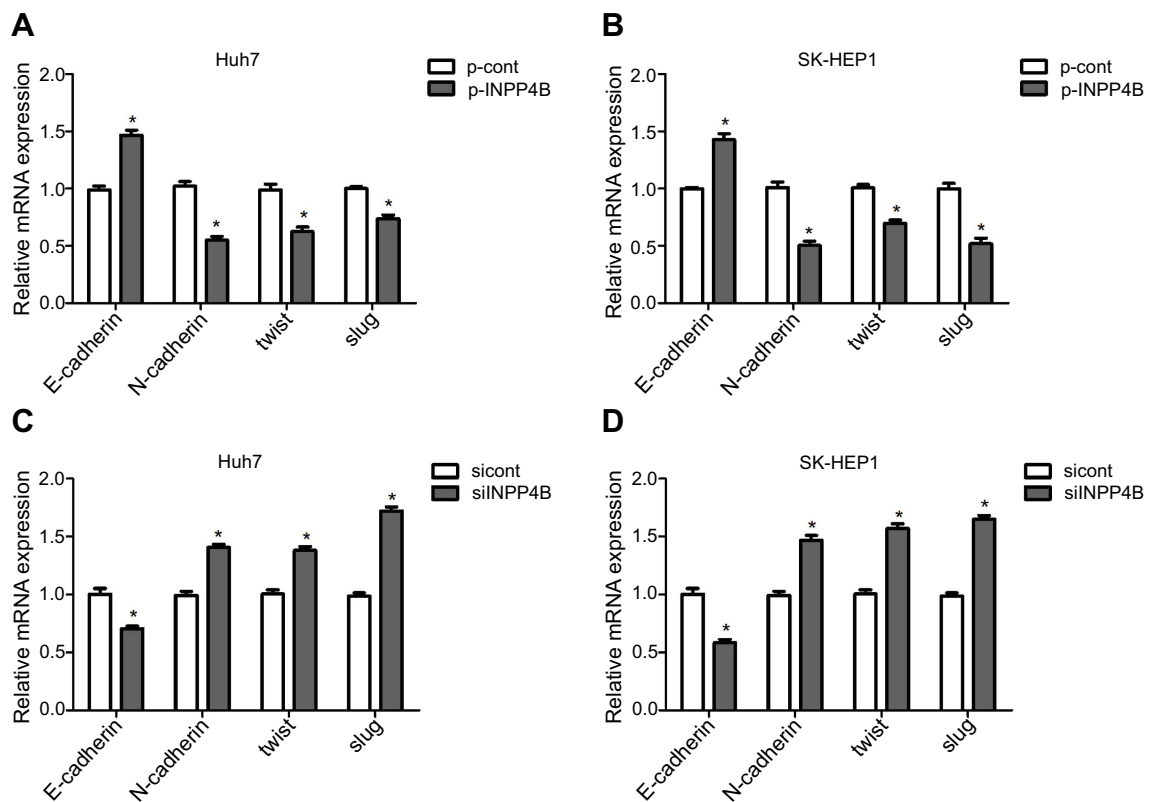 A
Huh7
p-cont
p-INPP4B
Relative mRNA expression
2.0
1.5
1.0
0.5
0.0
*
*
*
*
E-cadherin
N-cadherin
twist
slug
B
SK-HEP1
p-cont
p-INPP4B
Relative mRNA expression
2.0
1.5
1.0
0.5
0.0
*
*
*
*
E-cadherin
N-cadherin
twist
slug
C
Huh7
sicont
siINPP4B
Relative mRNA expression
2.0
1.5
1.0
0.5
0.0
*
*
*
*
E-cadherin
N-cadherin
twist
slug
D
SK-HEP1
sicont
siINPP4B
Relative mRNA expression
2.0
1.5
1.0
0.5
0.0
*
*
*
*
E-cadherin
N-cadherin
twist
slug